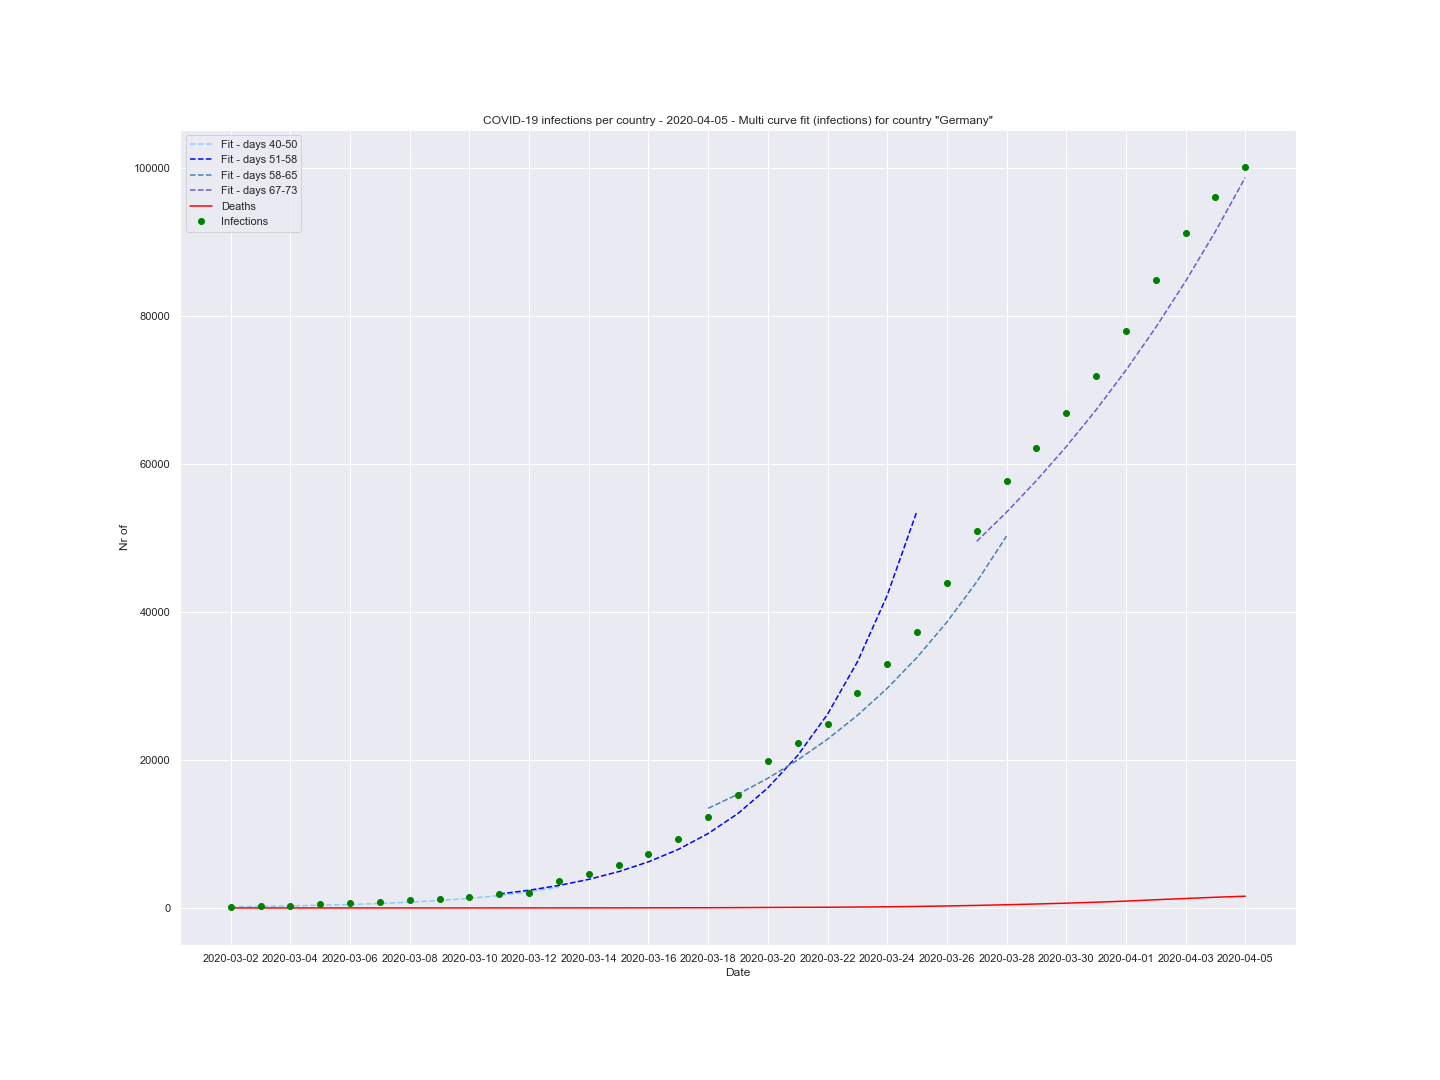 COVID-19 infections per country - 2020-04-05 - Multi curve fit (infections) for country "Germany"
Fit - days 40-50
Fit - days 51-58
Fit - days 58-65
Fit - days 67-73
Deaths
Infections
100000
80000
60000
40000
20000
0
Nr of
2020-03-02 2020-03-04 2020-03-06 2020-03-08 2020-03-10 2020-03-12 2020-03-14 2020-03-16 2020-03-18 2020-03-20 2020-03-22 2020-03-24 2020-03-26 2020-03-28 2020-03-30 2020-04-01 2020-04-03 2020-04-05
Date